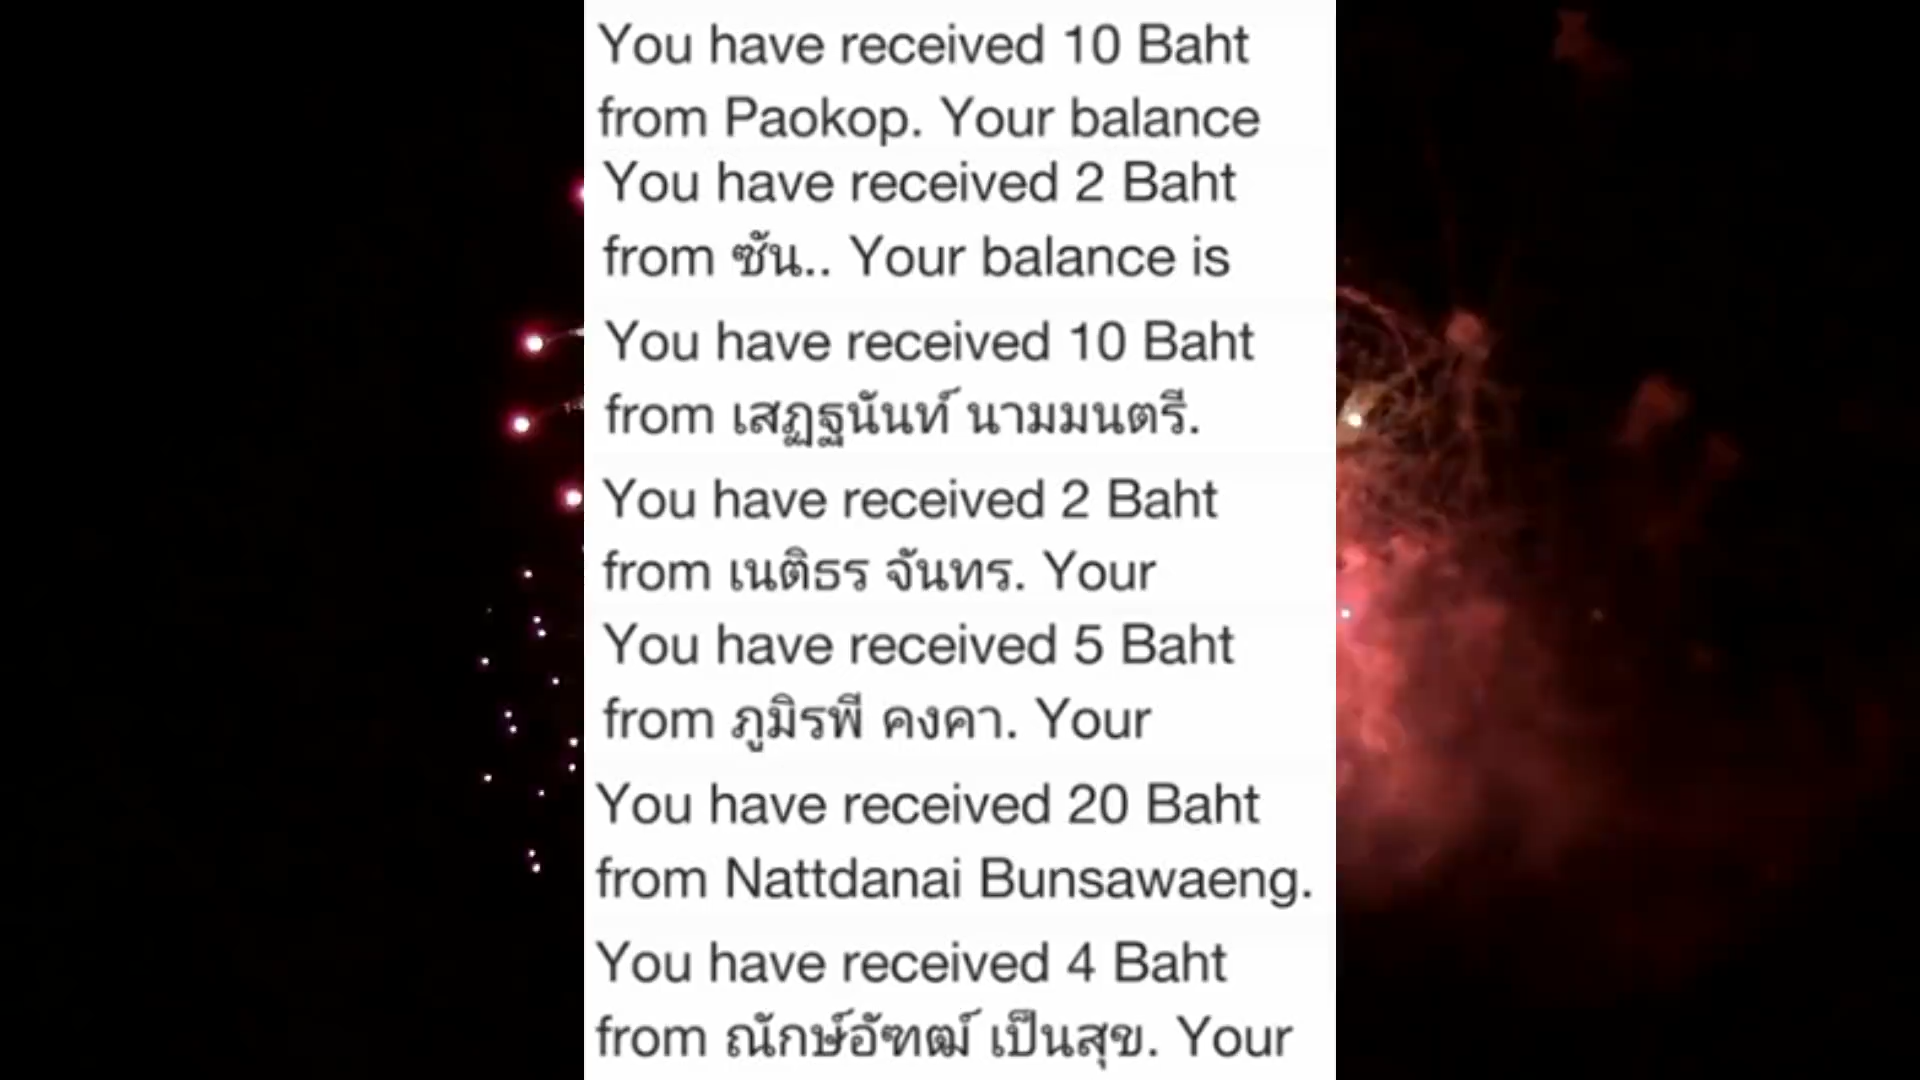 You have received 10 Baht
from Paokop. Your balance
You have received 2 Baht
from ซัน.. Your balance is
You have received 10 Baht
from เสฏฐนันท์ นามมนตรี.
You have received 2 Baht
from เนติธร จันทร. Your
You have received 5 Baht
from ภูมิรพี คงคา. Your
You have received 20 Baht
from Nattdanai Bunsawaeng.
You have received 4 Baht
from ณักษ์อัฑฒ์ เป็นสุข. Your